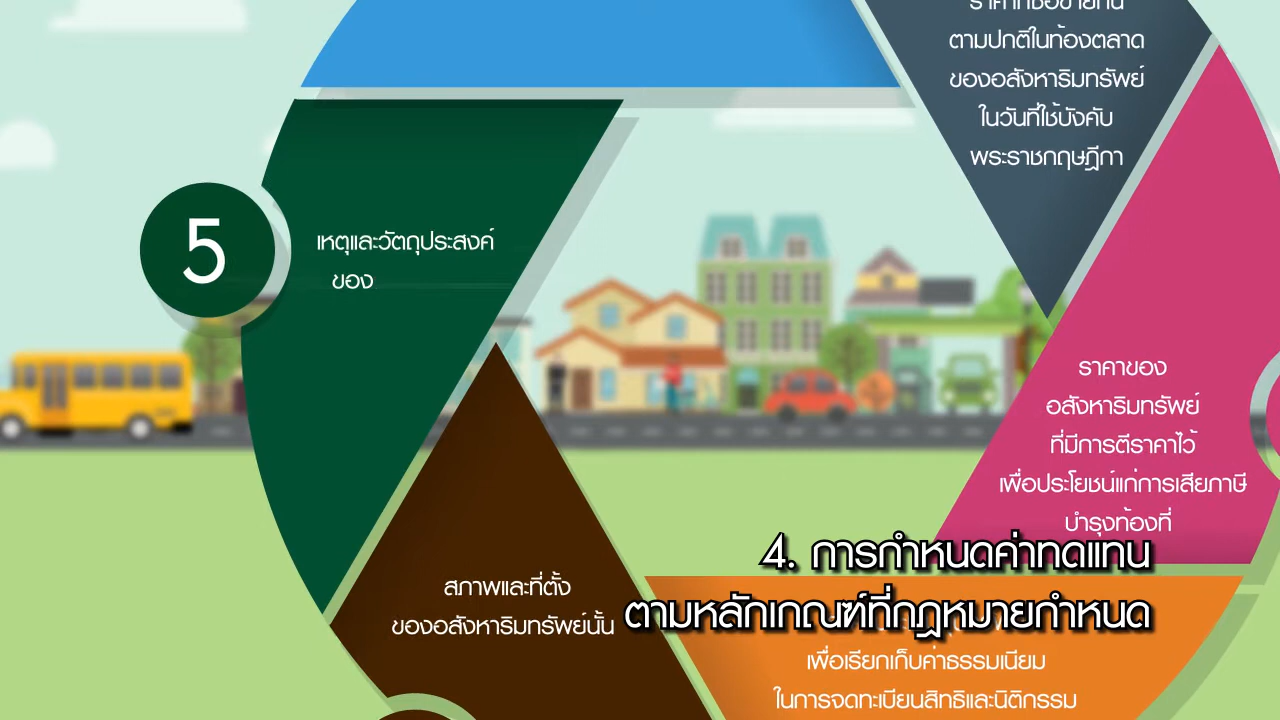 ราคาที่ซื้อขายกัน
ตามปกติในท้องตลาด
ของอสังหาริมทรัพย์
ในวันที่ใช้บังคับ
พระราชกฤษฎีกา
5
เหตุและวัตถุประสงค์
ของ
ราคาของ
อสังหาริมทรัพย์
ที่มีการตีราคาไว้
เพื่อประโยชน์แก่การเสียภาษี
บำรุงท้องที่
4. การกำหนดค่าทดแทน
ตามหลักเกณฑ์ที่กฎหมายกำหนด
สภาพและที่ตั้ง
ของอสังหาริมทรัพย์นั้น
เพื่อเรียกเก็บค่าธรรมเนียม
ในการจดทะเบียนสิทธิและนิติกรรม